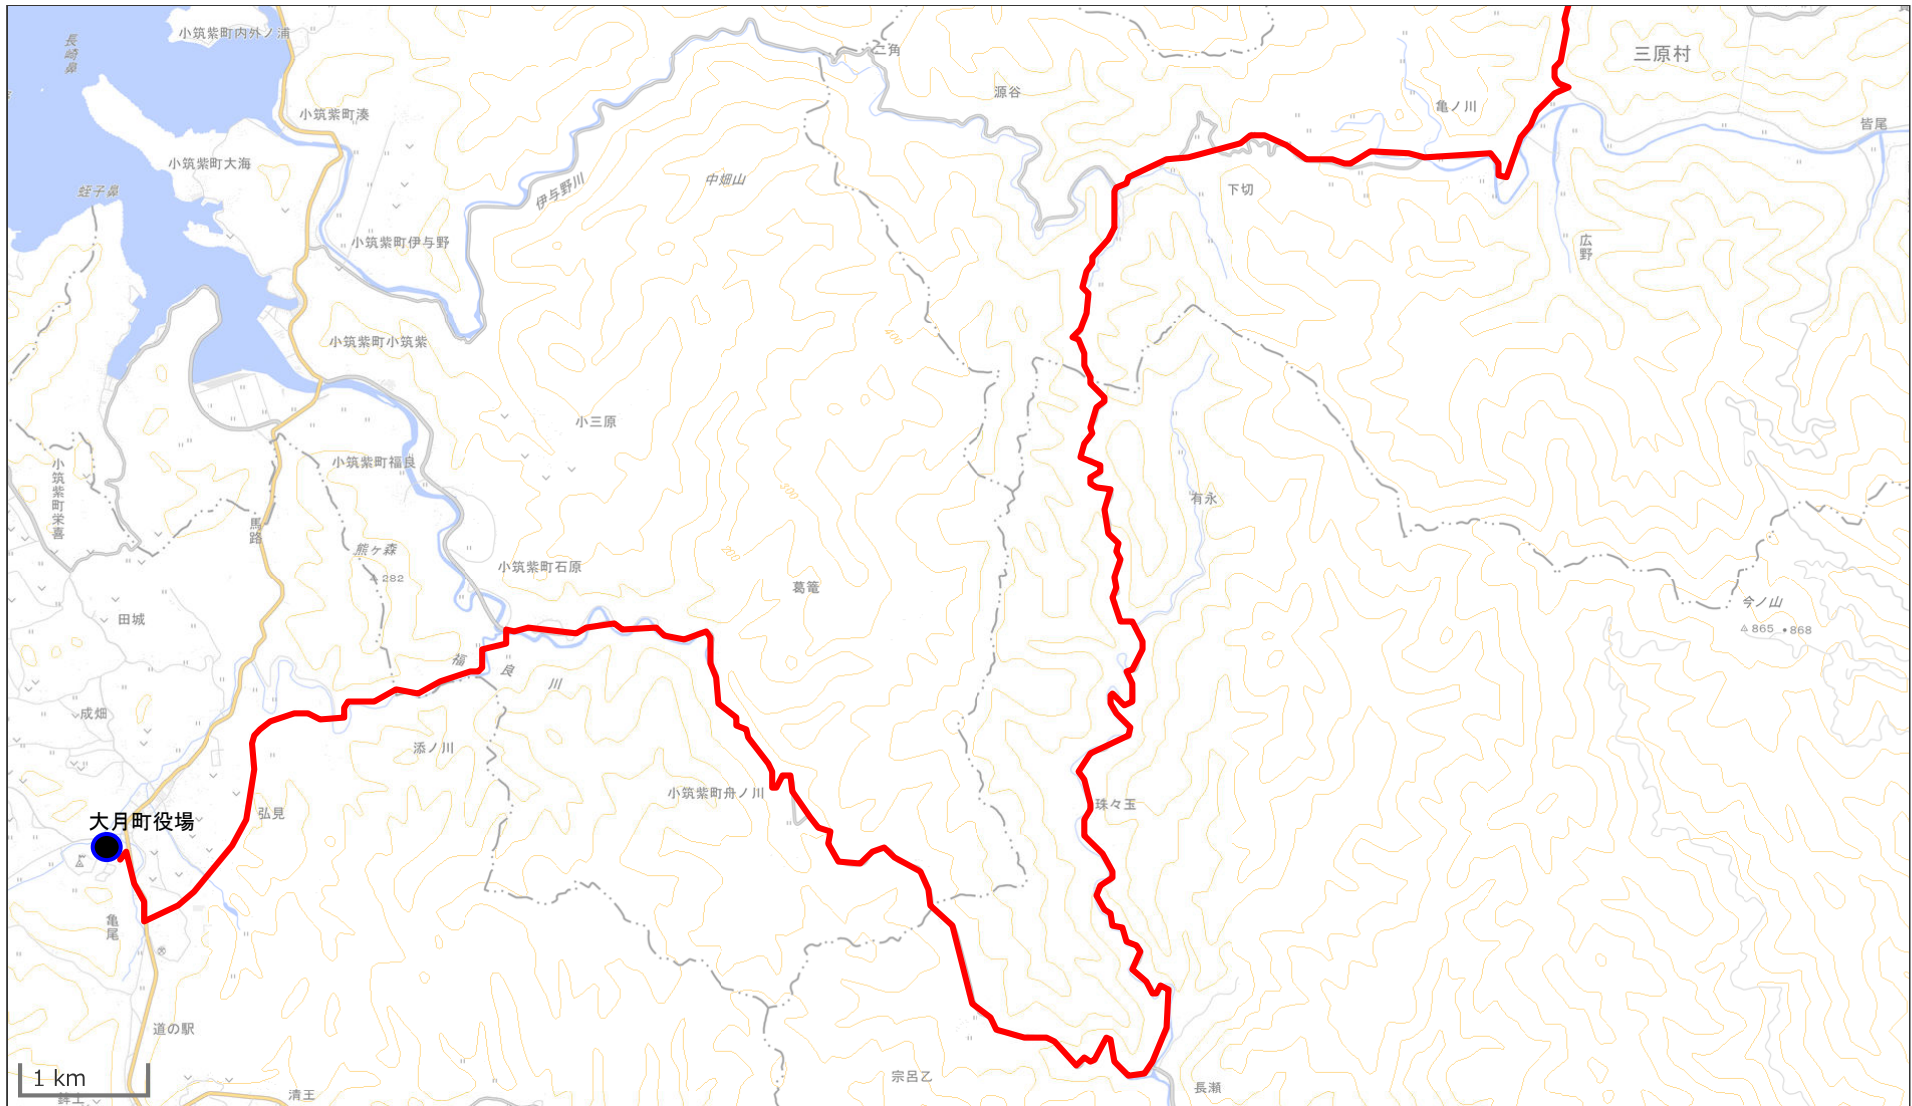 小筑紫町内外ノ浦
長崎鼻
二角
三原村
源谷
亀ノ川
小筑紫町湊
皆尾
小筑紫町大海
中畑山
蛭子鼻
伊与野川
下切
小筑紫町伊与野
広野
小筑紫町小筑紫
400
小三原
小筑紫町福良
小筑紫町栄喜
300
有永
馬路
熊ヶ森
282
200
小筑紫町石原
葛篭
今ノ山
865
868
田城
福良川
成畑
添ノ川
小筑紫町舟ノ川
珠々玉
弘見
大月町役場
亀尾
道の駅
宗呂乙
長瀬
1 km
清王